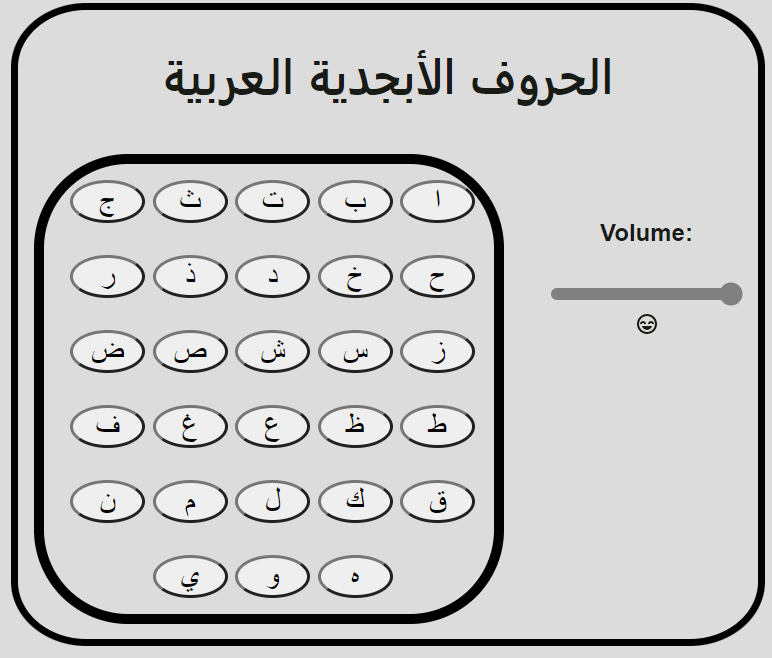 الحروف الأبجدية العربية
ا ب ت ث ج
ح خ د ذ ر
ز س ش ص ض
ط ظ ع غ ف
ق ك ل م ن
ه و ي
Volume: